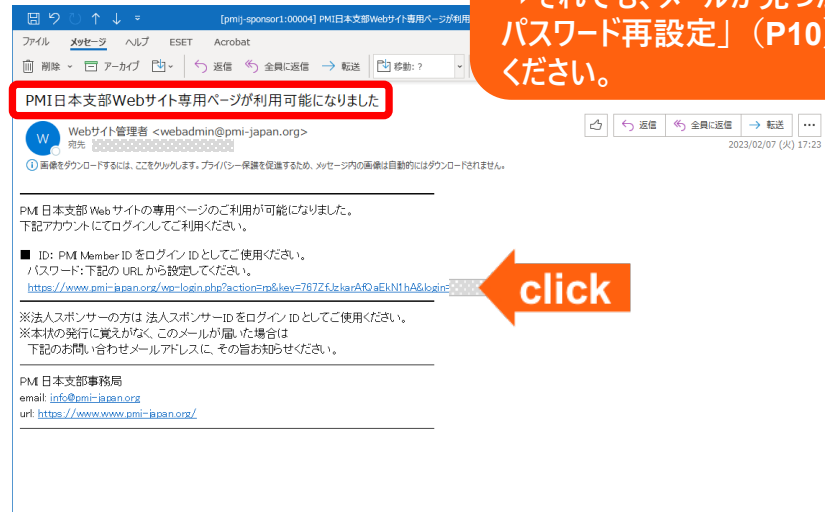 [pmij-sponsor1:00004] PMI日本支部Webサイト専用ページが利用
ファイル メッセージ ヘルプ ESET Acrobat
削除 アーカイブ 返信 全員に返信 転送 移動: ?
パスワード再設定」（P10）
ください。
PMI日本支部Webサイト専用ページが利用可能になりました
W
Webサイト管理者 <webadmin@pmi-japan.org>
宛先
返信 全員に返信 転送 ...
2023/02/07 (火) 17:23
画像をダウンロードするには、ここをクリックします。プライバシー保護を促進するため、メッセージ内の画像は自動的にはダウンロードされません。
PMI 日本支部 Web サイトの専用ページのご利用が可能になりました。
下記アカウントにてログインしてご利用ください。
■ ID: PMI Member ID をログイン ID としてご使用ください。
パスワード：下記の URL から設定してください。
https://www.pmi-japan.org/wp-login.php?action=rp&key=767ZfJzkarAfQaEkN1hA&login=
click
※法人スポンサーの方は 法人スポンサーID をログイン ID としてご使用ください。
※本状の発行に覚えがなく、このメールが届いた場合は
下記のお問い合わせメールアドレスに、その旨お知らせください。
PMI 日本支部事務局
email: info@pmi-japan.org
url: https://www.www.pmi-japan.org/